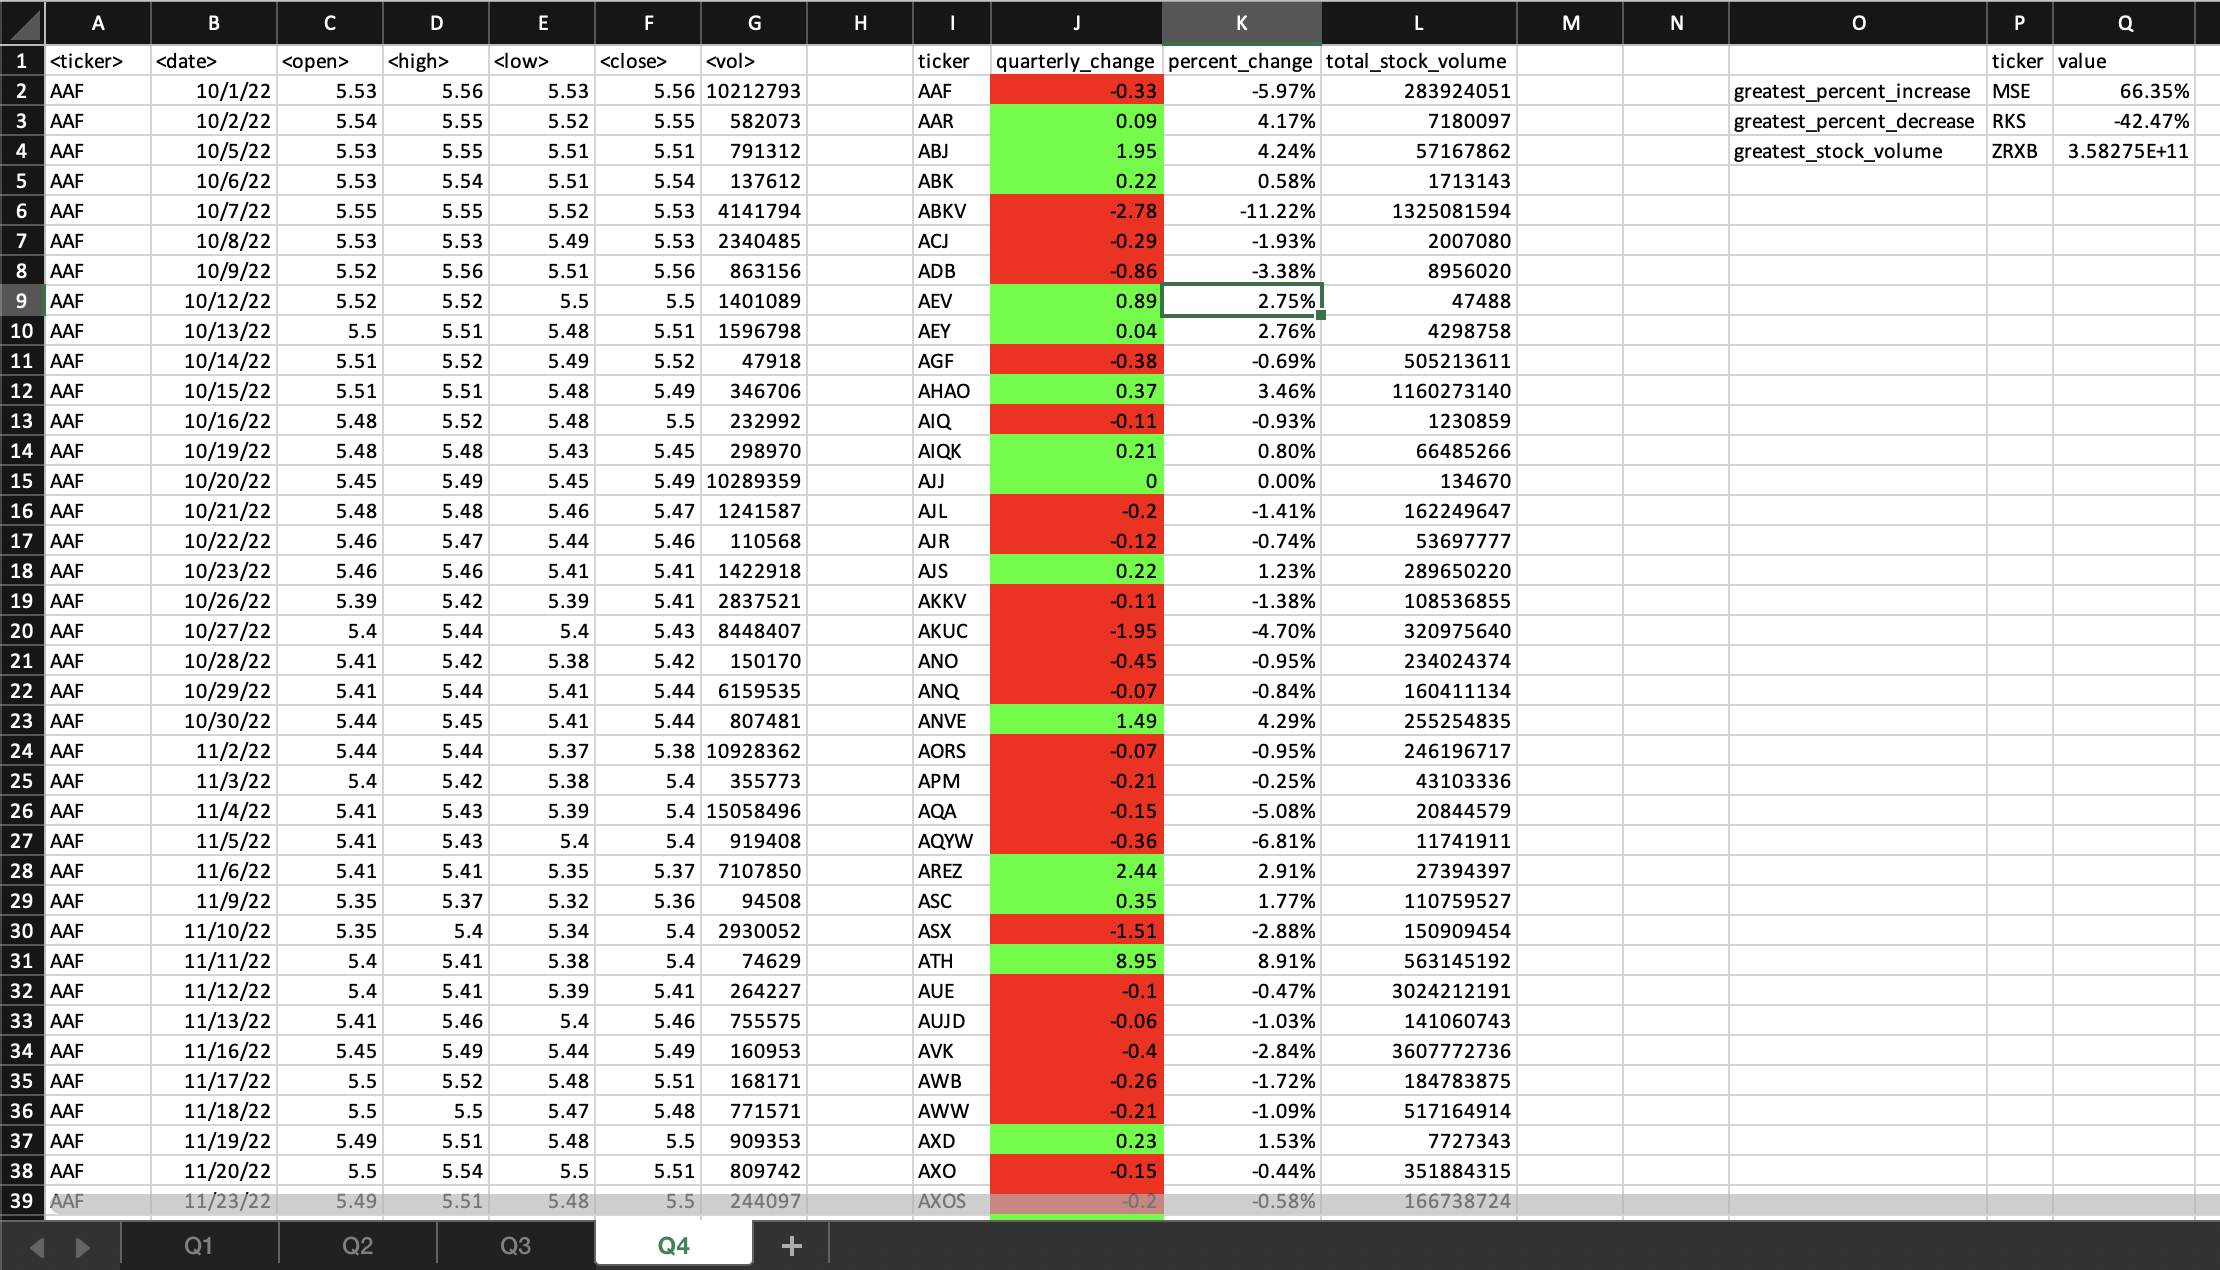 A B C D E F G H I J K L M N O P Q
1 <ticker> <date> <open> <high> <low> <close> <vol> ticker quarterly_change percent_change total_stock_volume ticker value
2 AAF 10/1/22 5.53 5.56 5.53 5.56 10212793 AAF -0.33 -5.97% 283924051 greatest_percent_increase MSE 66.35%
3 AAF 10/2/22 5.54 5.55 5.52 5.55 582073 AAR 0.09 4.17% 7180097 greatest_percent_decrease RKS -42.47%
4 AAF 10/5/22 5.53 5.55 5.51 5.51 791312 ABJ 1.95 4.24% 57167862 greatest_stock_volume ZRXB 3.58275E+11
5 AAF 10/6/22 5.53 5.54 5.51 5.54 137612 ABK 0.22 0.58% 1713143
6 AAF 10/7/22 5.55 5.55 5.52 5.53 4141794 ABKV -2.78 -11.22% 1325081594
7 AAF 10/8/22 5.53 5.53 5.49 5.53 2340485 ACJ -0.29 -1.93% 2007080
8 AAF 10/9/22 5.52 5.56 5.51 5.56 863156 ADB -0.86 -3.38% 8956020
9 AAF 10/12/22 5.52 5.52 5.5 5.5 1401089 AEV 0.89 2.75% 47488
10 AAF 10/13/22 5.5 5.51 5.48 5.51 1596798 AEY 0.04 2.76% 4298758
11 AAF 10/14/22 5.51 5.52 5.49 5.52 47918 AGF -0.38 -0.69% 505213611
12 AAF 10/15/22 5.51 5.51 5.48 5.49 346706 AHAO 0.37 3.46% 1160273140
13 AAF 10/16/22 5.48 5.52 5.48 5.5 232992 AIQ -0.11 -0.93% 1230859
14 AAF 10/19/22 5.48 5.48 5.43 5.45 298970 AIQK 0.21 0.80% 66485266
15 AAF 10/20/22 5.45 5.49 5.45 5.49 10289359 AJJ 0 0.00% 134670
16 AAF 10/21/22 5.48 5.48 5.46 5.47 1241587 AJL -0.2 -1.41% 162249647
17 AAF 10/22/22 5.46 5.47 5.44 5.46 110568 AJR -0.12 -0.74% 53697777
18 AAF 10/23/22 5.46 5.46 5.41 5.41 1422918 AJS 0.22 1.23% 289650220
19 AAF 10/26/22 5.39 5.42 5.39 5.41 2837521 AKKV -0.11 -1.38% 108536855
20 AAF 10/27/22 5.4 5.44 5.4 5.43 8448407 AKUC -1.95 -4.70% 320975640
21 AAF 10/28/22 5.41 5.42 5.38 5.42 150170 ANO -0.45 -0.95% 234024374
22 AAF 10/29/22 5.41 5.44 5.41 5.44 6159535 ANQ -0.07 -0.84% 160411134
23 AAF 10/30/22 5.44 5.45 5.41 5.44 807481 ANVE 1.49 4.29% 255254835
24 AAF 11/2/22 5.44 5.44 5.37 5.38 10928362 AORS -0.07 -0.95% 246196717
25 AAF 11/3/22 5.4 5.42 5.38 5.4 355773 APM -0.21 -0.25% 43103336
26 AAF 11/4/22 5.41 5.43 5.39 5.4 15058496 AQA -0.15 -5.08% 20844579
27 AAF 11/5/22 5.41 5.43 5.4 5.4 919408 AQYW -0.36 -6.81% 11741911
28 AAF 11/6/22 5.41 5.41 5.35 5.37 7107850 AREZ 2.44 2.91% 27394397
29 AAF 11/9/22 5.35 5.37 5.32 5.36 94508 ASC 0.35 1.77% 110759527
30 AAF 11/10/22 5.35 5.4 5.34 5.4 2930052 ASX -1.51 -2.88% 150909454
31 AAF 11/11/22 5.4 5.41 5.38 5.4 74629 ATH 8.95 8.91% 563145192
32 AAF 11/12/22 5.4 5.41 5.39 5.41 264227 AUE -0.1 -0.47% 3024212191
33 AAF 11/13/22 5.41 5.46 5.4 5.46 755575 AUJD -0.06 -1.03% 141060743
34 AAF 11/16/22 5.45 5.49 5.44 5.49 160953 AVK -0.4 -2.84% 3607772736
35 AAF 11/17/22 5.5 5.52 5.48 5.51 168171 AWB -0.26 -1.72% 184783875
36 AAF 11/18/22 5.5 5.5 5.47 5.48 771571 AWW -0.21 -1.09% 517164914
37 AAF 11/19/22 5.49 5.51 5.48 5.5 909353 AXD 0.23 1.53% 7727343
38 AAF 11/20/22 5.5 5.54 5.5 5.51 809742 AXO -0.15 -0.44% 351884315
39 AAF 11/23/22 5.49 5.51 5.48 5.5 244097 AXOS -0.2 -0.58% 166738724
Q1 Q2 Q3 Q4 +